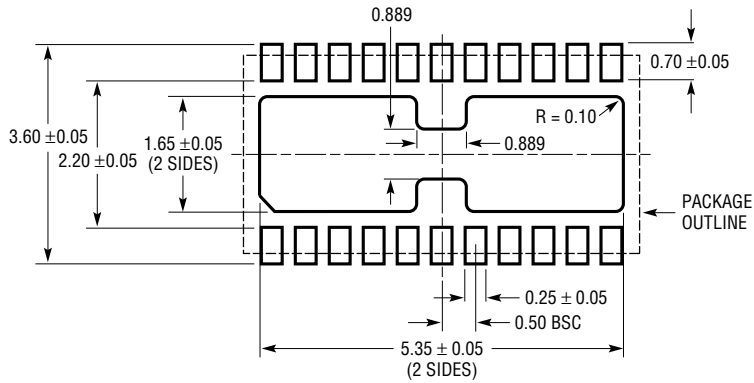 0.889
0.70 ±0.05
3.60 ±0.05
2.20 ±0.05
1.65 ±0.05
(2 SIDES)
R = 0.10
0.889
PACKAGE
OUTLINE
0.25 ± 0.05
0.50 BSC
5.35 ± 0.05
(2 SIDES)